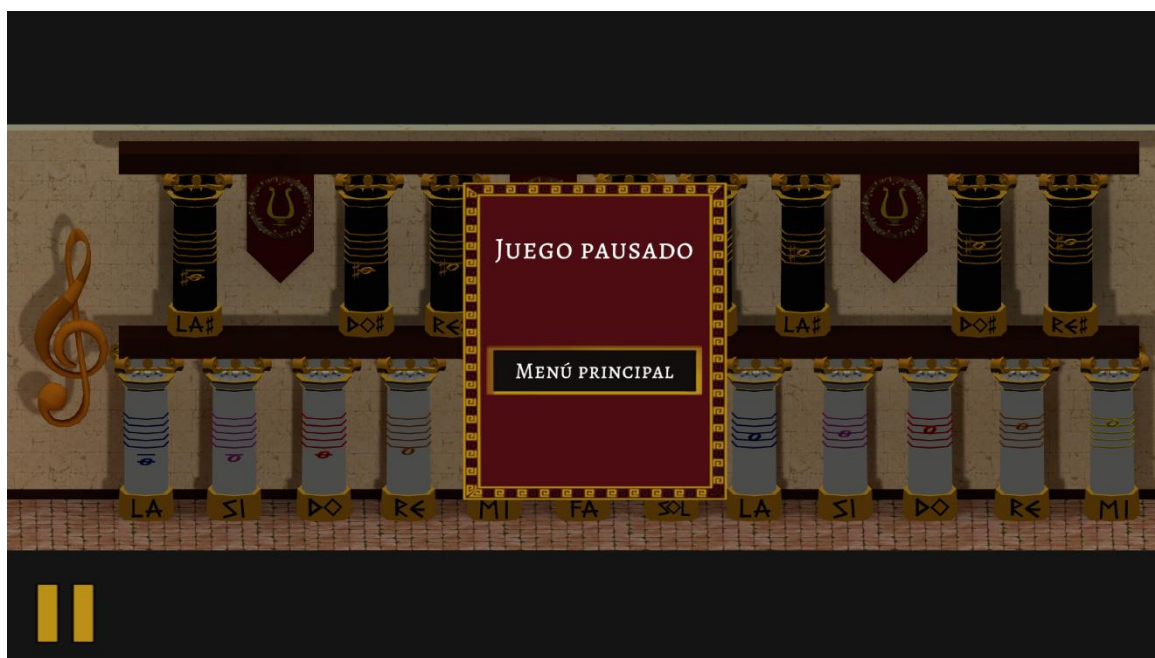 JUEGO PAUSADO
MENÚ PRINCIPAL
LA♯ DO♯ RE LA♯ DO♯ RE♯
LA SI DO RE MI FA SOL LA SI DO RE MI